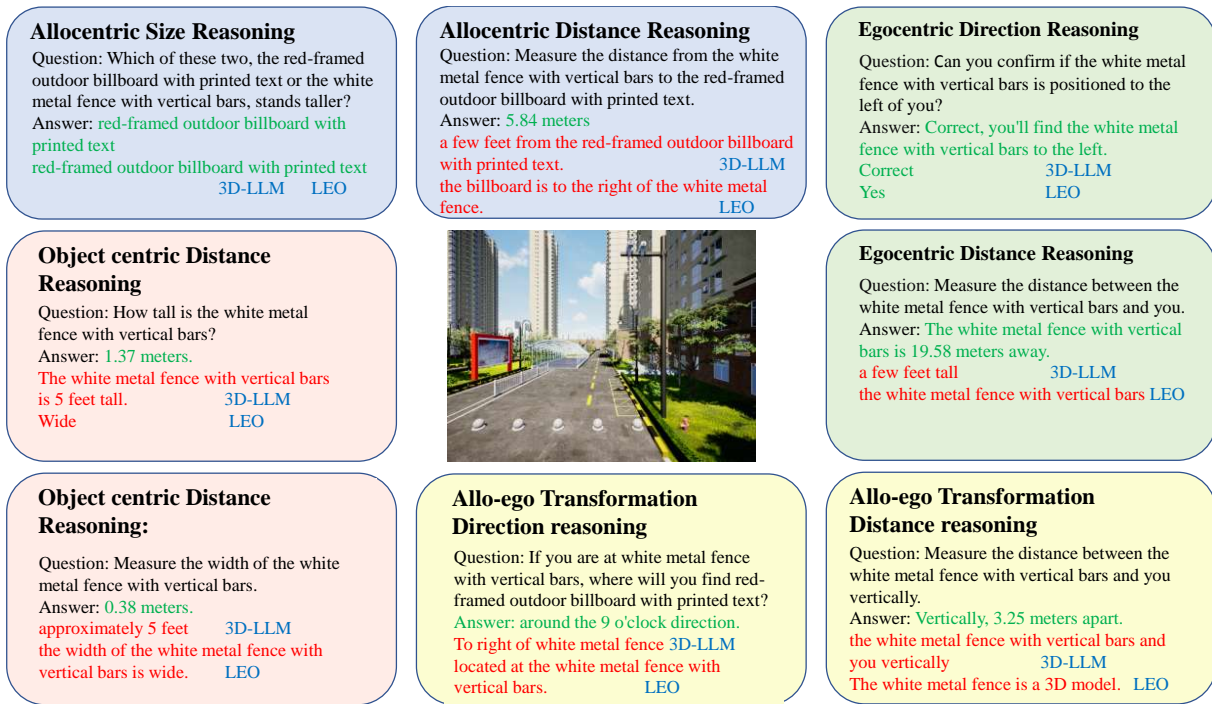 Allocentric Size Reasoning
Question: Which of these two, the red-framed
outdoor billboard with printed text or the white
metal fence with vertical bars, stands taller?
Answer: red-framed outdoor billboard with
printed text
red-framed outdoor billboard with printed text
3D-LLM LEO
Allocentric Distance Reasoning
Question: Measure the distance from the white
metal fence with vertical bars to the red-framed
outdoor billboard with printed text.
Answer: 5.84 meters
a few feet from the red-framed outdoor billboard
with printed text. 3D-LLM
the billboard is to the right of the white metal
fence. LEO
Egocentric Direction Reasoning
Question: Can you confirm if the white metal
fence with vertical bars is positioned to the
left of you?
Answer: Correct, you'll find the white metal
fence with vertical bars to the left.
Correct 3D-LLM
Yes LEO
Object centric Distance
Reasoning
Question: How tall is the white metal
fence with vertical bars?
Answer: 1.37 meters.
The white metal fence with vertical bars
is 5 feet tall. 3D-LLM
Wide LEO
Egocentric Distance Reasoning
Question: Measure the distance between the
white metal fence with vertical bars and you.
Answer: The white metal fence with vertical
bars is 19.58 meters away.
a few feet tall 3D-LLM
the white metal fence with vertical bars LEO
Object centric Distance
Reasoning:
Question: Measure the width of the white
metal fence with vertical bars.
Answer: 0.38 meters.
approximately 5 feet 3D-LLM
the width of the white metal fence with
vertical bars is wide. LEO
Allo-ego Transformation
Direction reasoning
Question: If you are at white metal fence
with vertical bars, where will you find red-
framed outdoor billboard with printed text?
Answer: around the 9 o'clock direction.
To right of white metal fence 3D-LLM
located at the white metal fence with
vertical bars. LEO
Allo-ego Transformation
Distance reasoning
Question: Measure the distance between the
white metal fence with vertical bars and you
vertically.
Answer: Vertically, 3.25 meters apart.
the white metal fence with vertical bars and
you vertically 3D-LLM
The white metal fence is a 3D model. LEO